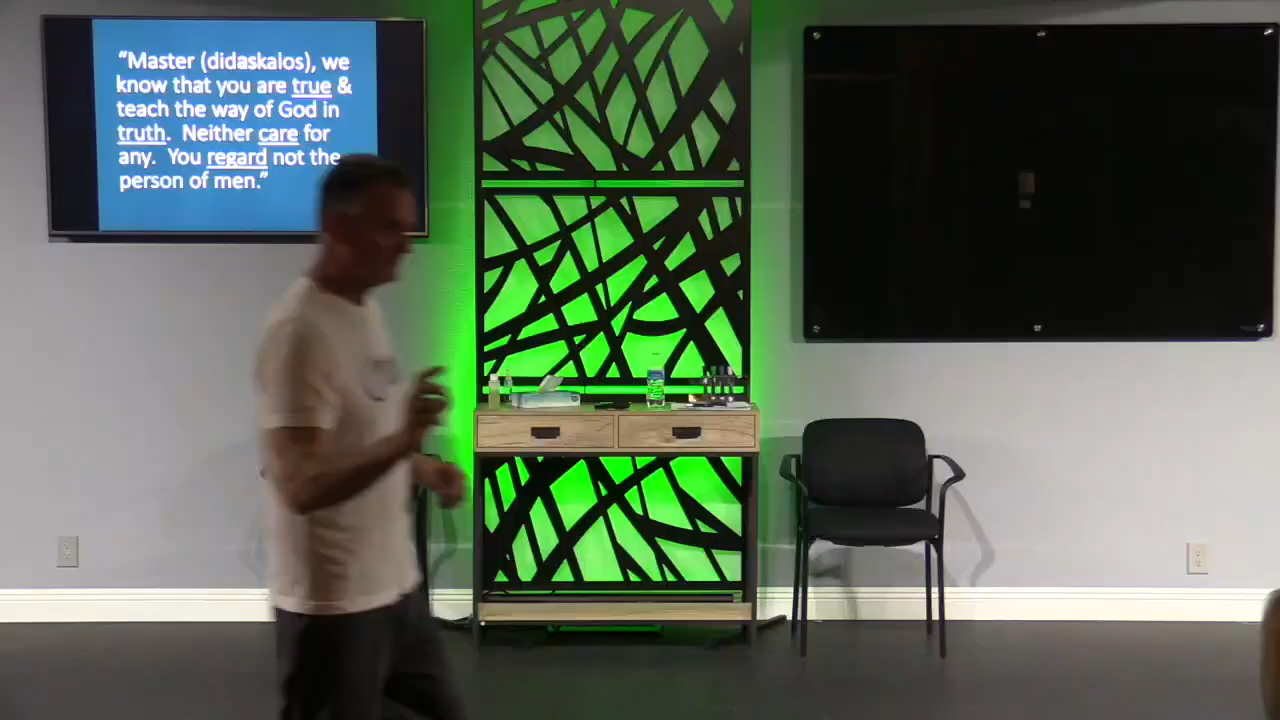 “Master (didaskalos), we
know that you are true &
teach the way of God in
truth.  Neither care for
any.  You regard not the
person of men.”